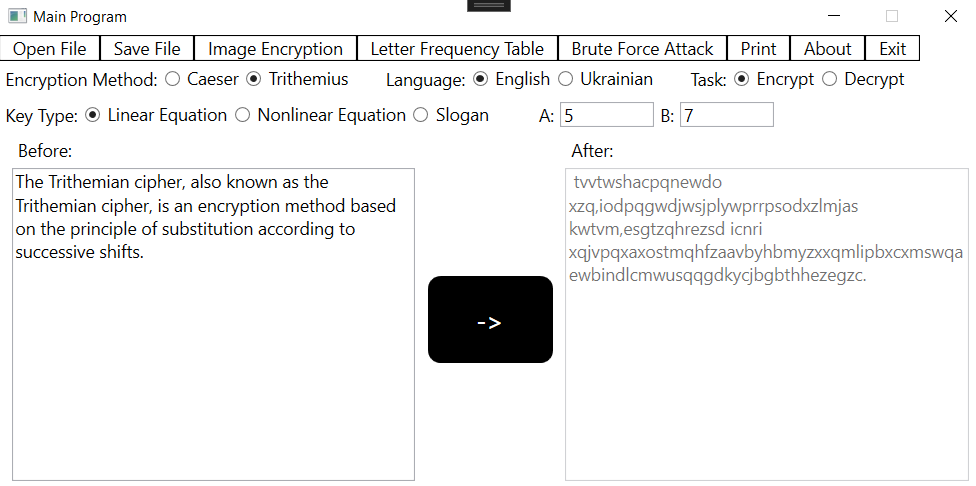 Main Program
Open File Save File Image Encryption Letter Frequency Table Brute Force Attack Print About Exit
Encryption Method: Caeser Trithemius Language: English Ukrainian Task: Encrypt Decrypt
Key Type: Linear Equation Nonlinear Equation Slogan A: 5 B: 7
Before:
The Trithemian cipher, also known as the
Trithemian cipher, is an encryption method based
on the principle of substitution according to
successive shifts.
->
After:
tvvtwshacpqnewdo
xzq,iodpqgwdjwsjplywprrpsodxzlmjas
kwtvm,esgtzqhrezsd icnri
xqjvpqxaxostmqhfzaavbyhbmyzxxqmlipbxcxmswqa
ewbindlcmwusqqgdkycjbgbthhezegzc.